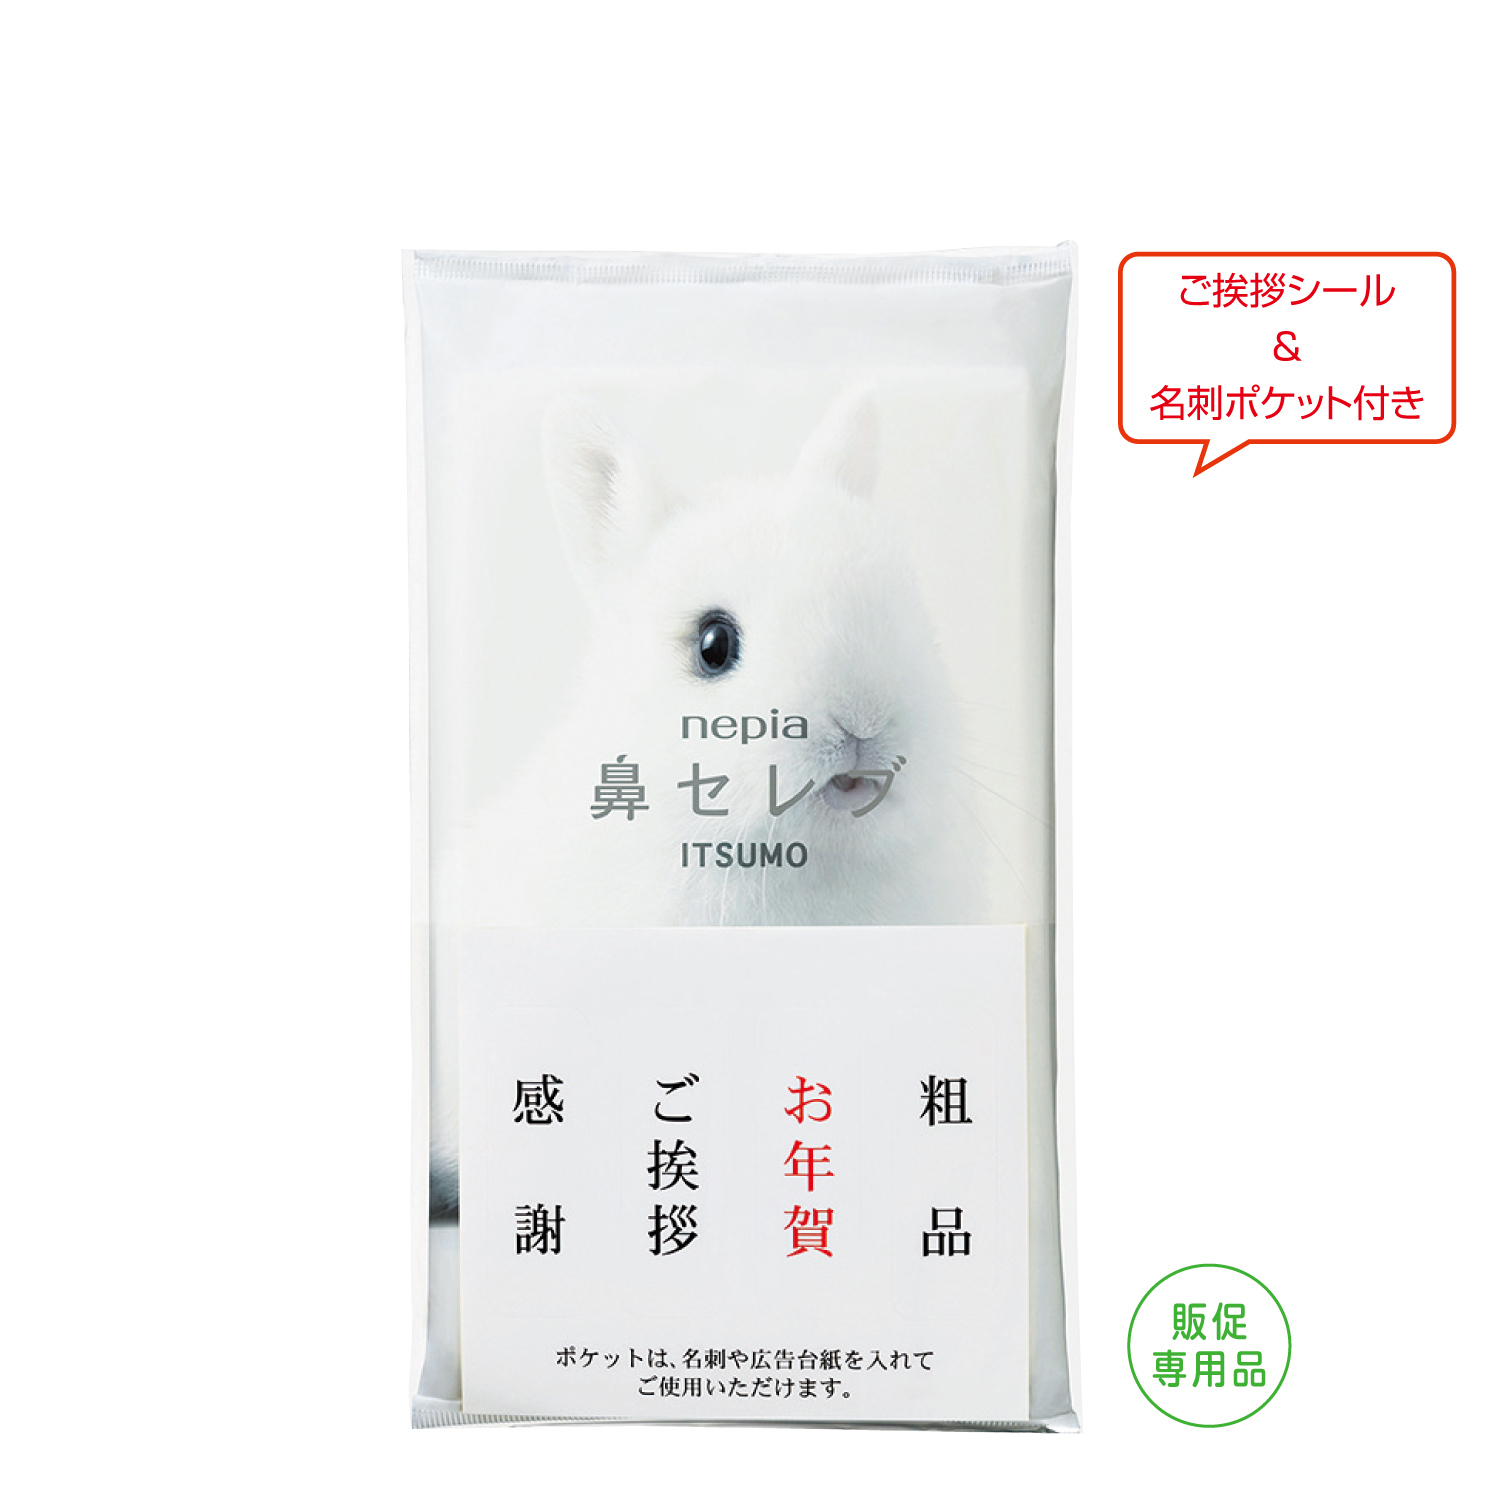 ご挨拶シール
&
名刺ポケット付き
nepia
鼻セレブ
ITSUMO
粗品
お年賀
ご挨拶
感謝
ポケットは、名刺や広告台紙を入れて
ご使用いただけます。
販促
専用品